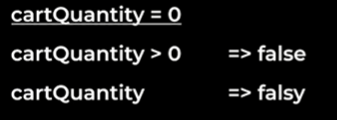 cartQuantity = 0
cartQuantity > 0 => false
cartQuantity => falsy